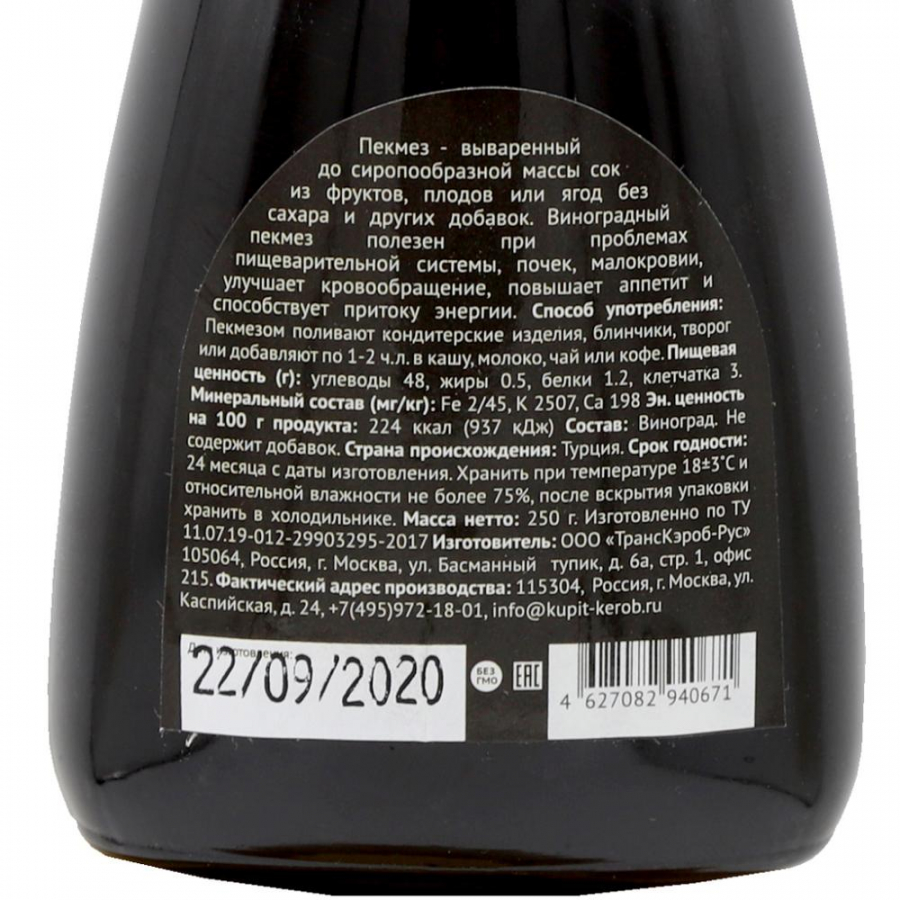 Пекмез - вываренный
до сиропообразной массы сок
из фруктов, плодов или ягод без
сахара и других добавок. Виноградный
пекмез полезен при проблемах
пищеварительной системы, почек, малокровии,
улучшает кровообращение, повышает аппетит и
способствует притоку энергии. Способ употребления:
Пекмезом поливают кондитерские изделия, блинчики, творог
или добавляют по 1-2 ч.л. в кашу, молоко, чай или кофе. Пищевая
ценность (г): углеводы 48, жиры 0.5, белки 1.2, клетчатка 3.
Минеральный состав (мг/кг): Fe 2/45, K 2507, Ca 198 Эн. ценность
на 100 г продукта: 224 ккал (937 кДж) Состав: Виноград. Не
содержит добавок. Страна происхождения: Турция. Срок годности:
24 месяца с даты изготовления. Хранить при температуре 18±3°С и
относительной влажности не более 75%, после вскрытия упаковки
хранить в холодильнике. Масса нетто: 250 г. Изготовленно по ТУ
11.07.19-012-29903295-2017 Изготовитель: ООО «ТрансКэроб-Рус»
105064, Россия, г. Москва, ул. Басманный тупик, д. 6а, стр. 1, офис
215. Фактический адрес производства: 115304, Россия, г. Москва, ул.
Каспийская, д. 24, +7(495)972-18-01, info@kupit-kerob.ru
Дата изготовления:
22/09/2020
БЕЗ
ГМО
EAC
4 627082 940671